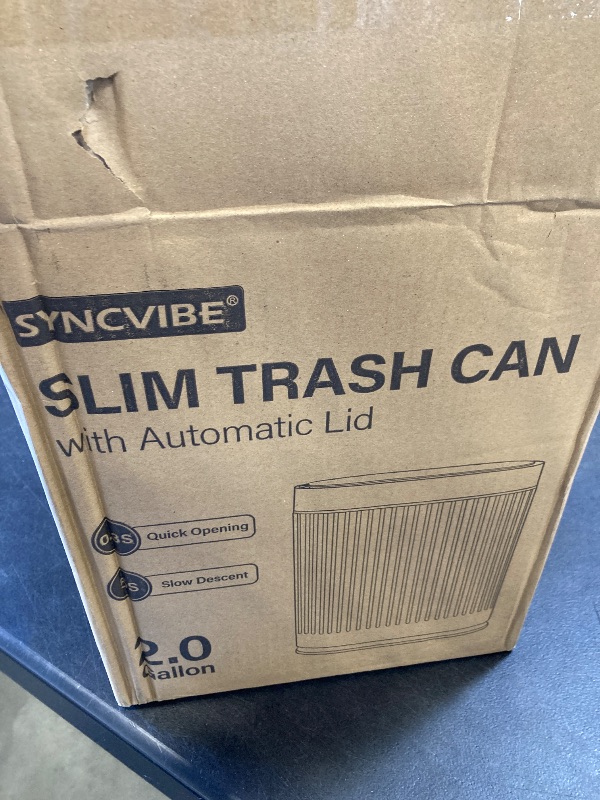 SYNCVIBE®
SLIM TRASH CAN
with Automatic Lid
Quick Opening
Slow Descent
2.0
Gallon